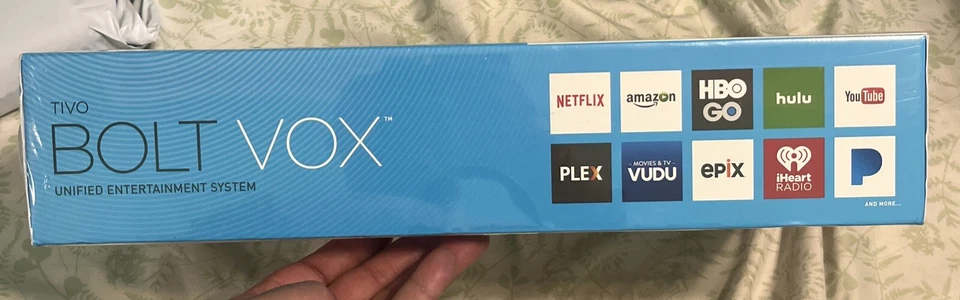 TIVO
BOLT VOX™
UNIFIED ENTERTAINMENT SYSTEM
NETFLIX
amazon
HBO
GO
hulu
YouTube
PLEX
MOVIES & TV
VUDU
epix
iHeart
RADIO
P
AND MORE...